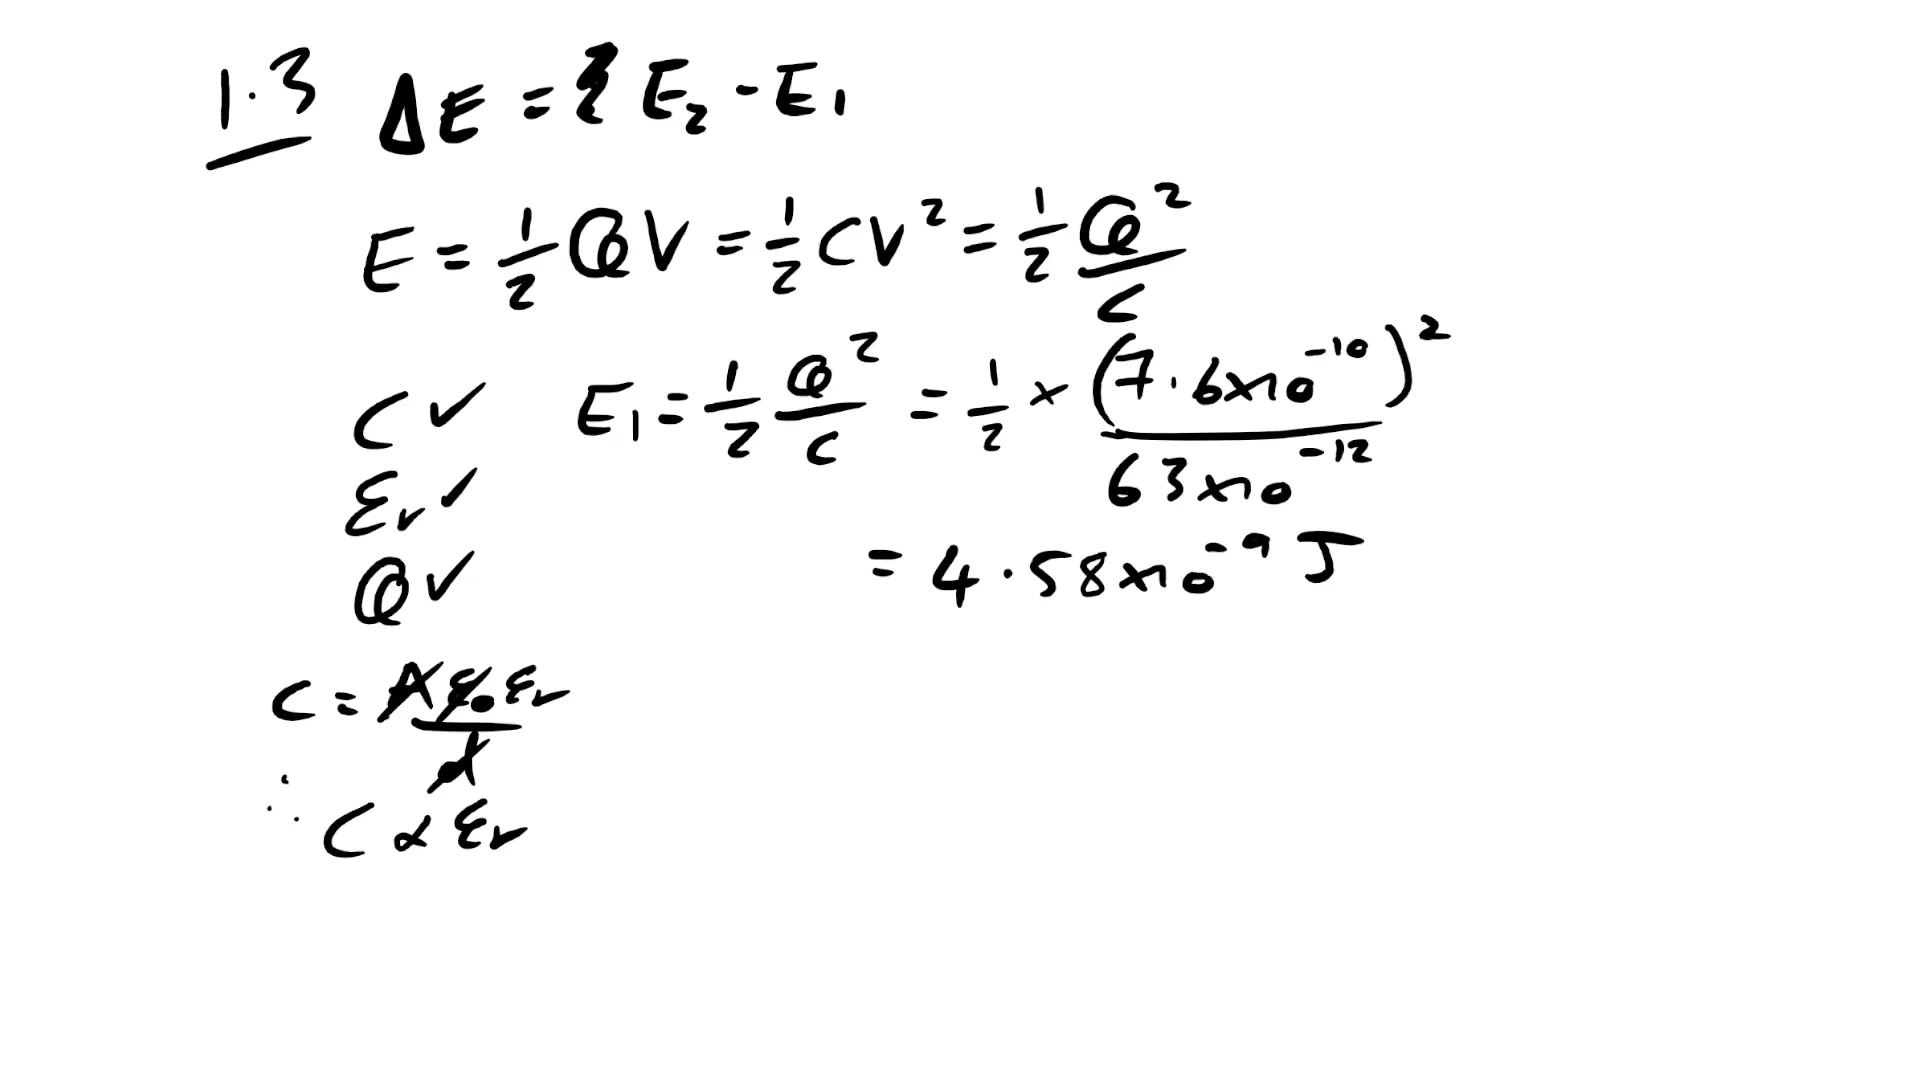 1.3 ΔE = E₂ - E₁
E = ½QV = ½CV² = ½ Q²/C
C ✓ E₁ = ½ Q²/C = ½ × (7.6×10⁻¹⁰)²/63×10⁻¹²
εr ✓
Q ✓ = 4.58×10⁻⁹ J
C = Aε₀εr/d
∴ C α εr